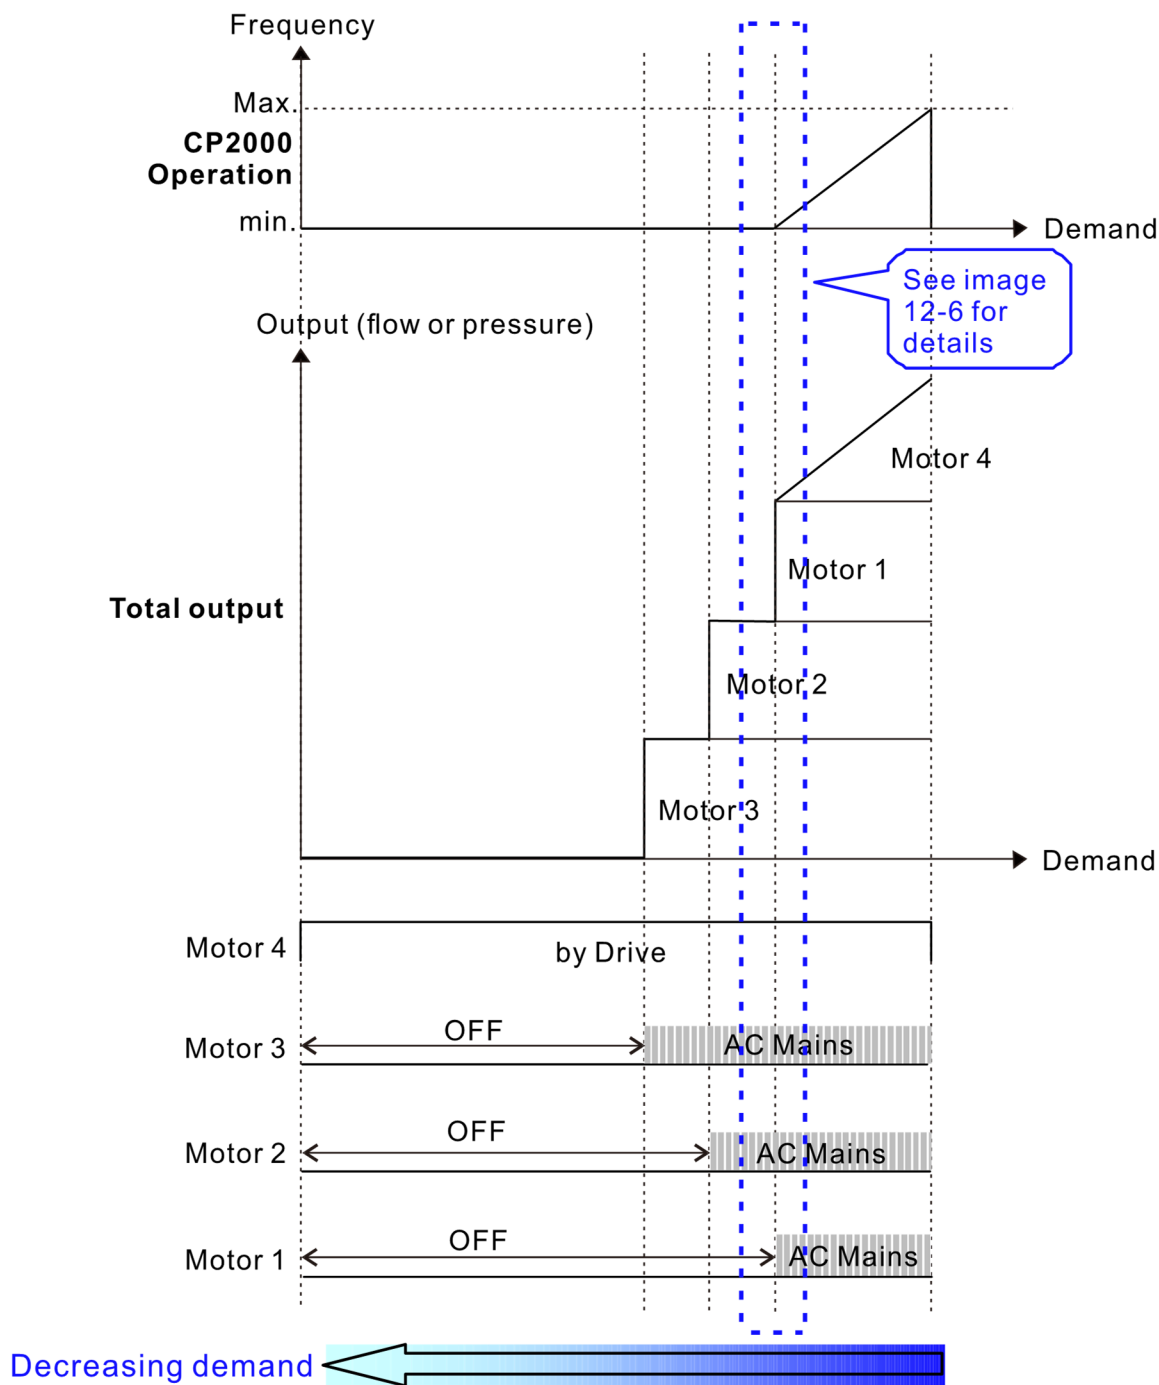 Frequency
Max.
CP2000
Operation
min.
Demand
See image
12-6 for
details
Output (flow or pressure)
Motor 4
Motor 1
Total output
Motor 2
Motor 3
Demand
Motor 4
by Drive
OFF
Motor 3
AC Mains
OFF
Motor 2
AC Mains
OFF
Motor 1
AC Mains
Decreasing demand